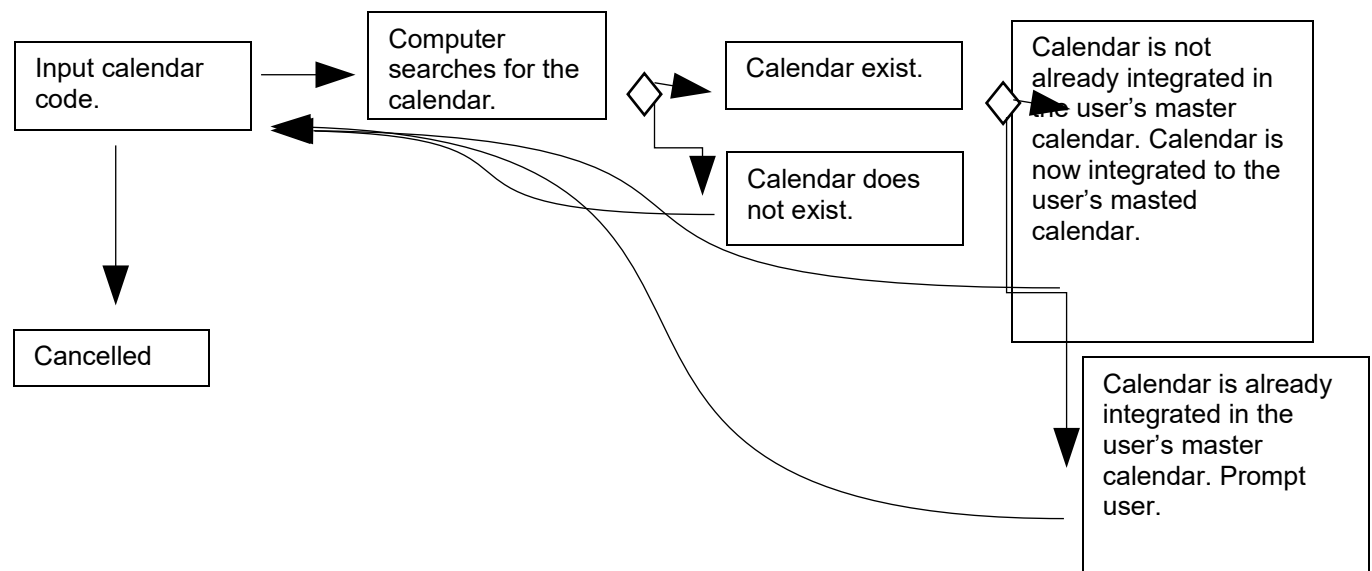 Input calendar
code.
Computer
searches for the
calendar.
Calendar exist.
Calendar does
not exist.
Calendar is not
already integrated in
the user’s master
calendar. Calendar is
now integrated to the
user’s masted
calendar.
Cancelled
Calendar is already
integrated in the
user’s master
calendar. Prompt
user.